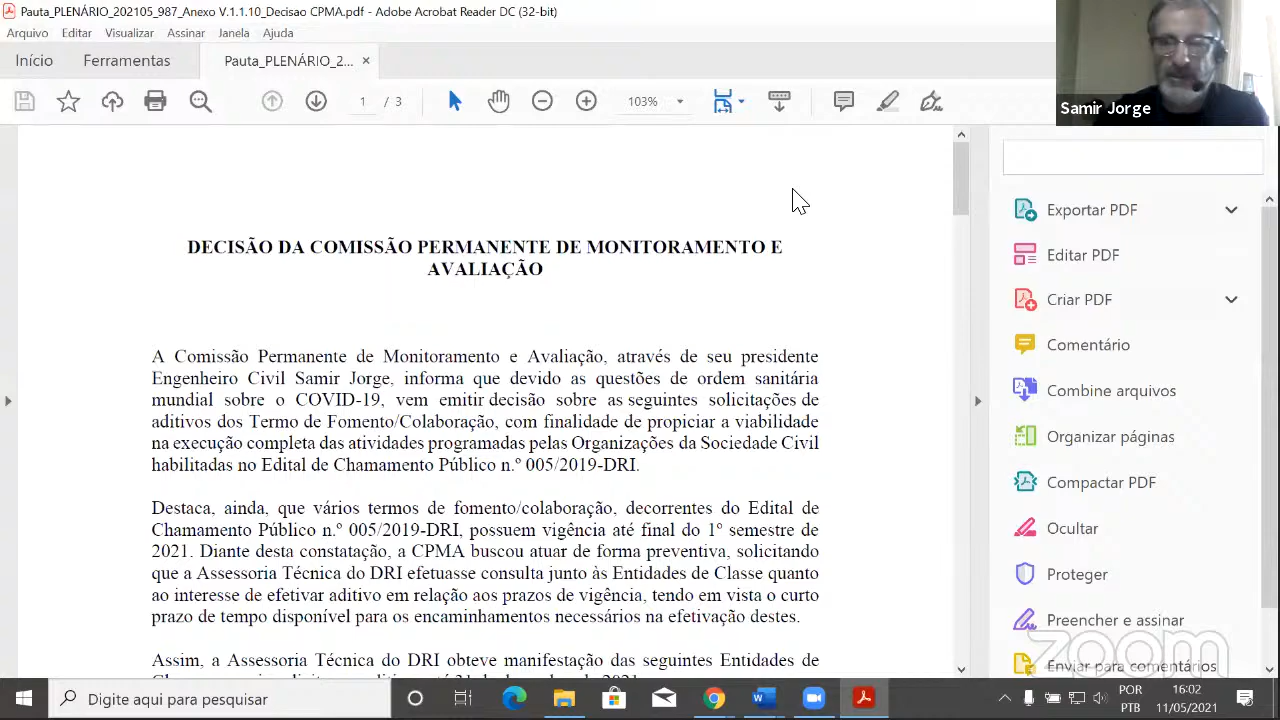 Pauta_PLENÁRIO_202105_987_Anexo V.1.1.10_Decisao CPMA.pdf - Adobe Acrobat Reader DC (32-bit)
Arquivo Editar Visualizar Assinar Janela Ajuda
Início Ferramentas Pauta_PLENÁRIO_2... ×
1 / 3 103%
Samir Jorge
DECISÃO DA COMISSÃO PERMANENTE DE MONITORAMENTO E
AVALIAÇÃO
A Comissão Permanente de Monitoramento e Avaliação, através de seu presidente
Engenheiro Civil Samir Jorge, informa que devido as questões de ordem sanitária
mundial sobre o COVID-19, vem emitir decisão sobre as seguintes solicitações de
aditivos dos Termo de Fomento/Colaboração, com finalidade de propiciar a viabilidade
na execução completa das atividades programadas pelas Organizações da Sociedade Civil
habilitadas no Edital de Chamamento Público n.º 005/2019-DRI.
Destaca, ainda, que vários termos de fomento/colaboração, decorrentes do Edital de
Chamamento Público n.º 005/2019-DRI, possuem vigência até final do 1º semestre de
2021. Diante desta constatação, a CPMA buscou atuar de forma preventiva, solicitando
que a Assessoria Técnica do DRI efetuasse consulta junto às Entidades de Classe quanto
ao interesse de efetivar aditivo em relação aos prazos de vigência, tendo em vista o curto
prazo de tempo disponível para os encaminhamentos necessários na efetivação destes.
Assim, a Assessoria Técnica do DRI obteve manifestação das seguintes Entidades de
Exportar PDF
Editar PDF
Criar PDF
Comentário
Combine arquivos
Organizar páginas
Compactar PDF
Ocultar
Proteger
Preencher e assinar
Enviar para comentários
zoom
Digite aqui para pesquisar
POR
PTB
16:02
11/05/2021